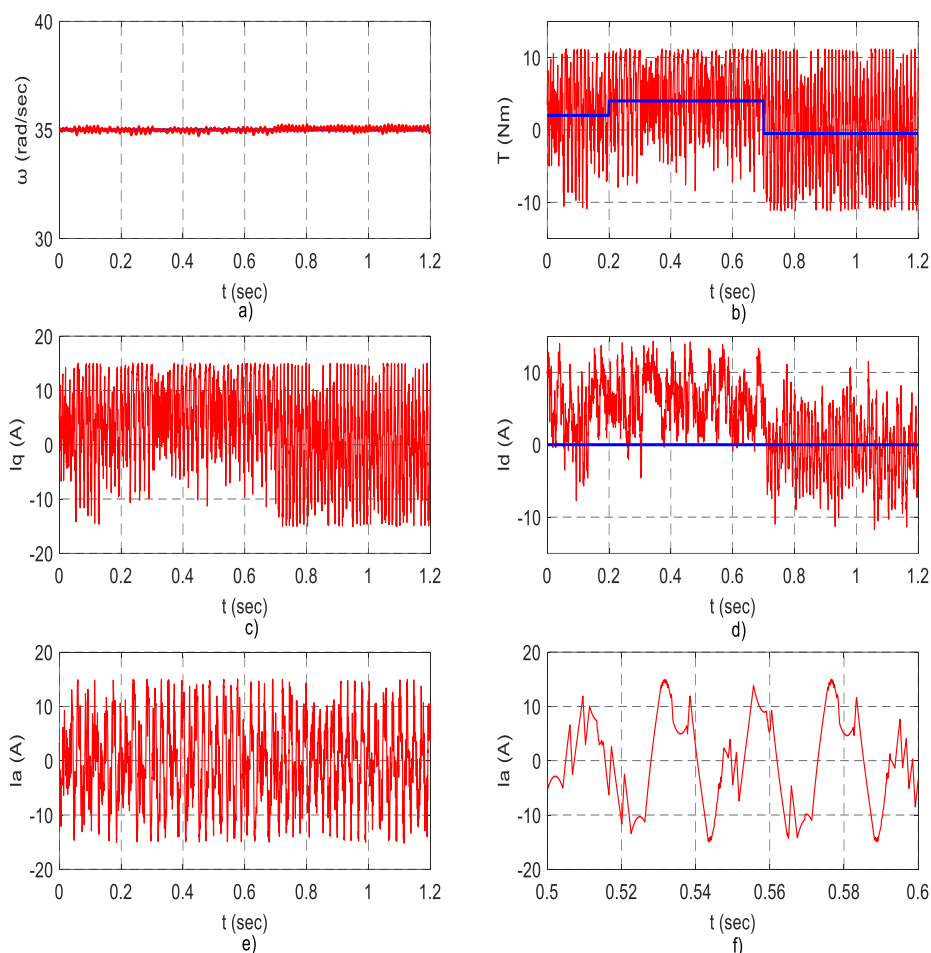 40
35
30
ω (rad/sec)
0 0.2 0.4 0.6 0.8 1 1.2
t (sec)
a)
10
0
-10
T (Nm)
0 0.2 0.4 0.6 0.8 1 1.2
t (sec)
b)
20
10
0
-10
-20
Iq (A)
0 0.2 0.4 0.6 0.8 1 1.2
t (sec)
c)
10
0
-10
Id (A)
0 0.2 0.4 0.6 0.8 1 1.2
t (sec)
d)
20
10
0
-10
-20
Ia (A)
0 0.2 0.4 0.6 0.8 1 1.2
t (sec)
e)
20
10
0
-10
-20
Ia (A)
0.5 0.52 0.54 0.56 0.58 0.6
t (sec)
f)